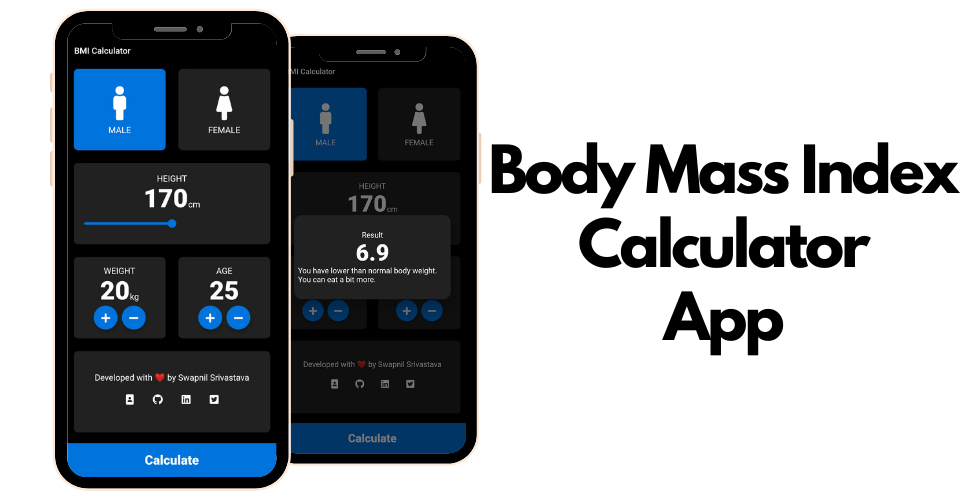 BMI Calculator
MALE
FEMALE
HEIGHT
170cm
WEIGHT
20kg
AGE
25
Developed with ❤️ by Swapnil Srivastava
Calculate
MI Calculator
MALE
FEMALE
HEIGHT
170cm
Result
6.9
You have lower than normal body weight.
You can eat a bit more.
Developed with ❤️ by Swapnil Srivastava
Calculate
Body Mass Index
Calculator
App